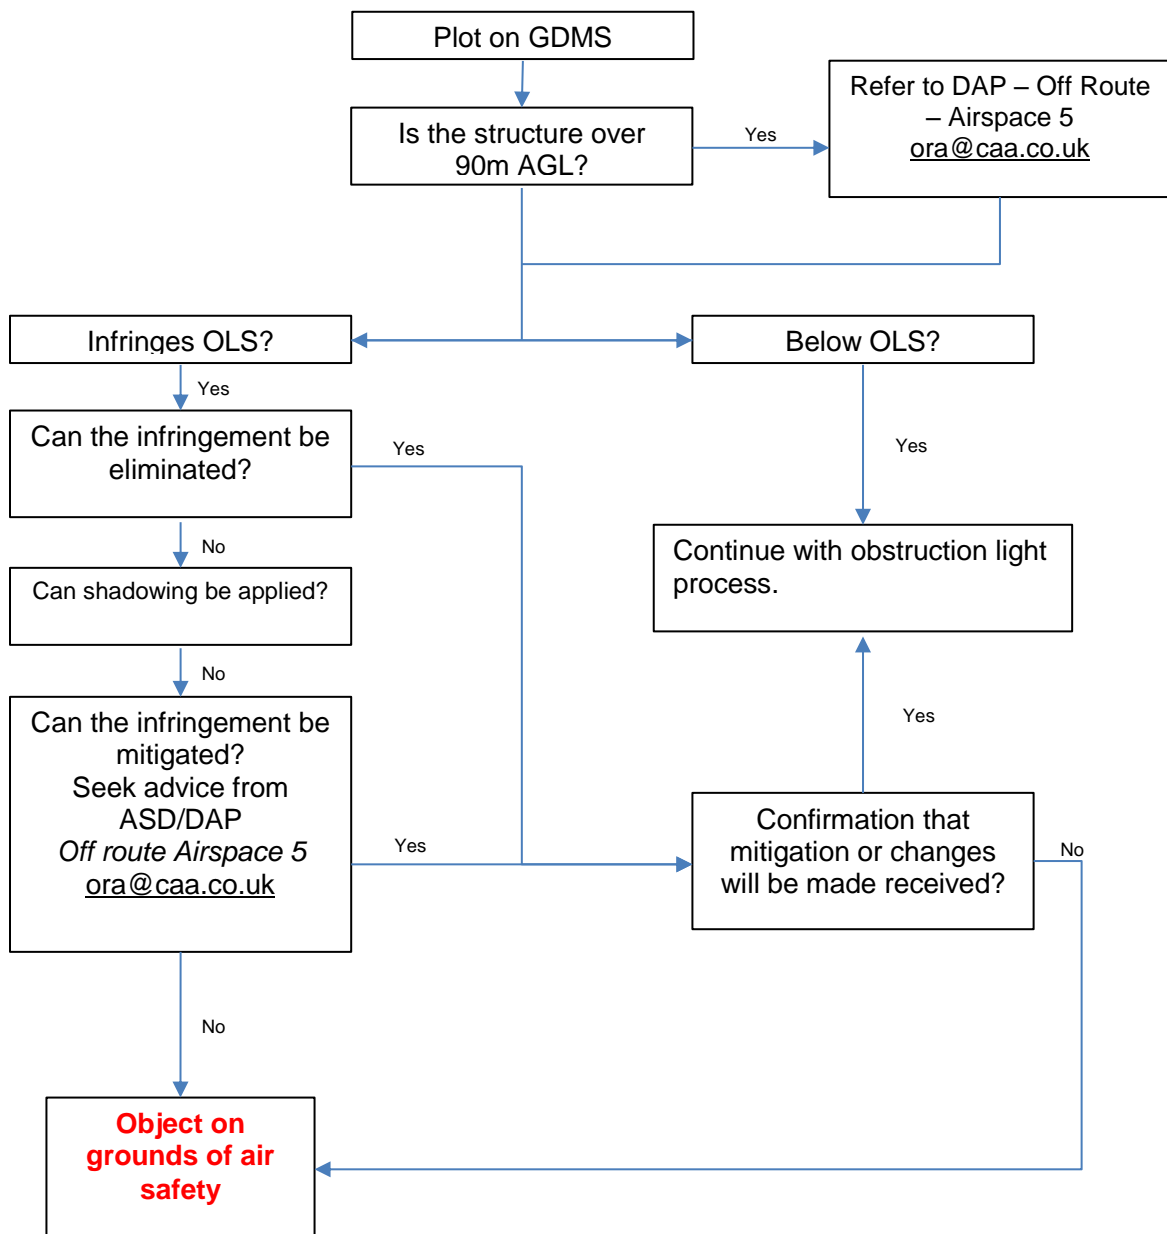 Plot on GDMS
Is the structure over
90m AGL?
Yes
Refer to DAP – Off Route
– Airspace 5
ora@caa.co.uk
Infringes OLS?
Below OLS?
Yes
Can the infringement be
eliminated?
Yes
Yes
No
Continue with obstruction light
process.
Can shadowing be applied?
No
Can the infringement be
mitigated?
Seek advice from
ASD/DAP
Off route Airspace 5
ora@caa.co.uk
Yes
Yes
Confirmation that
mitigation or changes
will be made received?
No
No
Object on
grounds of air
safety